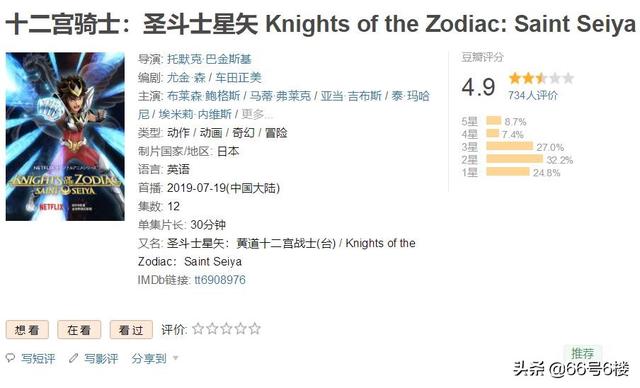 十二宫骑士：圣斗士星矢 Knights of the Zodiac: Saint Seiya
导演: 托默克·巴金斯基
编剧: 尤金·森 / 车田正美
主演: 布莱森·鲍格斯 / 马蒂·弗莱克 / 亚当·吉布斯 / 泰·玛哈
尼 / 埃米莉·内维斯 / 更多...
类型: 动作 / 动画 / 奇幻 / 冒险
制片国家/地区: 日本
语言: 英语
首播: 2019-07-19(中国大陆)
集数: 12
单集片长: 30分钟
又名: 圣斗士星矢：黄道十二宫战士(台) / Knights of the
Zodiac：Saint Seiya
IMDb链接: tt6908976
豆瓣评分
4.9
734人评价
5星 8.7%
4星 7.4%
3星 27.0%
2星 32.2%
1星 24.8%
KNIGHTS OF THE ZODIAC
SAINT SEIYA
NETFLIX
想看 在看 看过 评价:
写短评 写影评 分享到
推荐
头条 @66号6楼